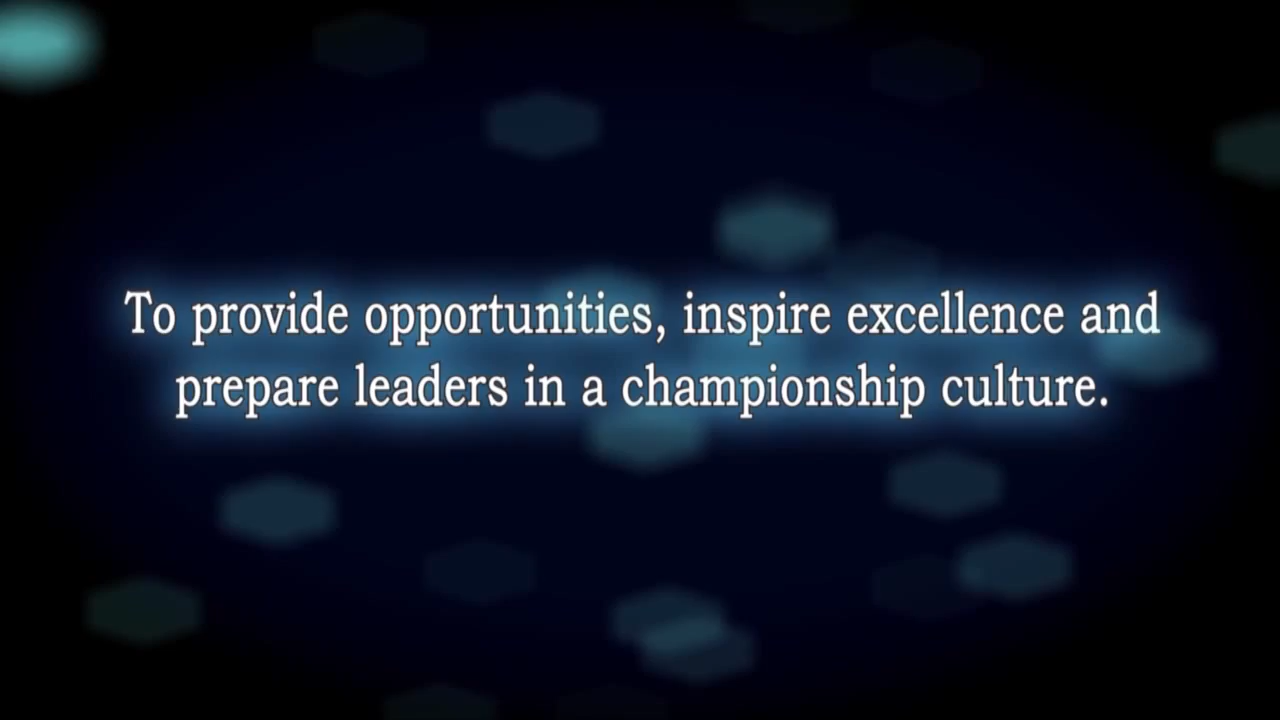 To provide opportunities, inspire excellence and
prepare leaders in a championship culture.